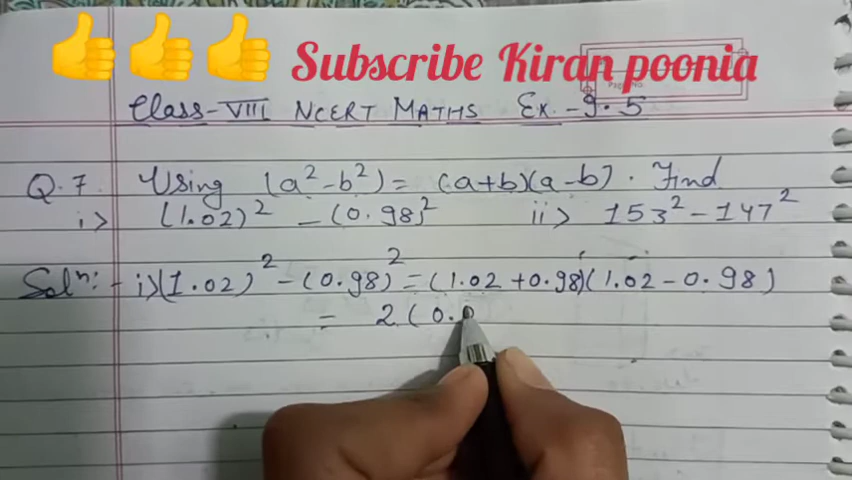 👍👍👍 Subscribe Kiran poonia
Class-VIII NCERT MATHS Ex.-9.5
Q.7 Using (a²-b²)=(a+b)(a-b). Find
i> (1.02)² -(0.98)² ii> 153²-147²
Solⁿ:- i>(1.02)²-(0.98)²=(1.02+0.98)(1.02-0.98)
= 2(0.0